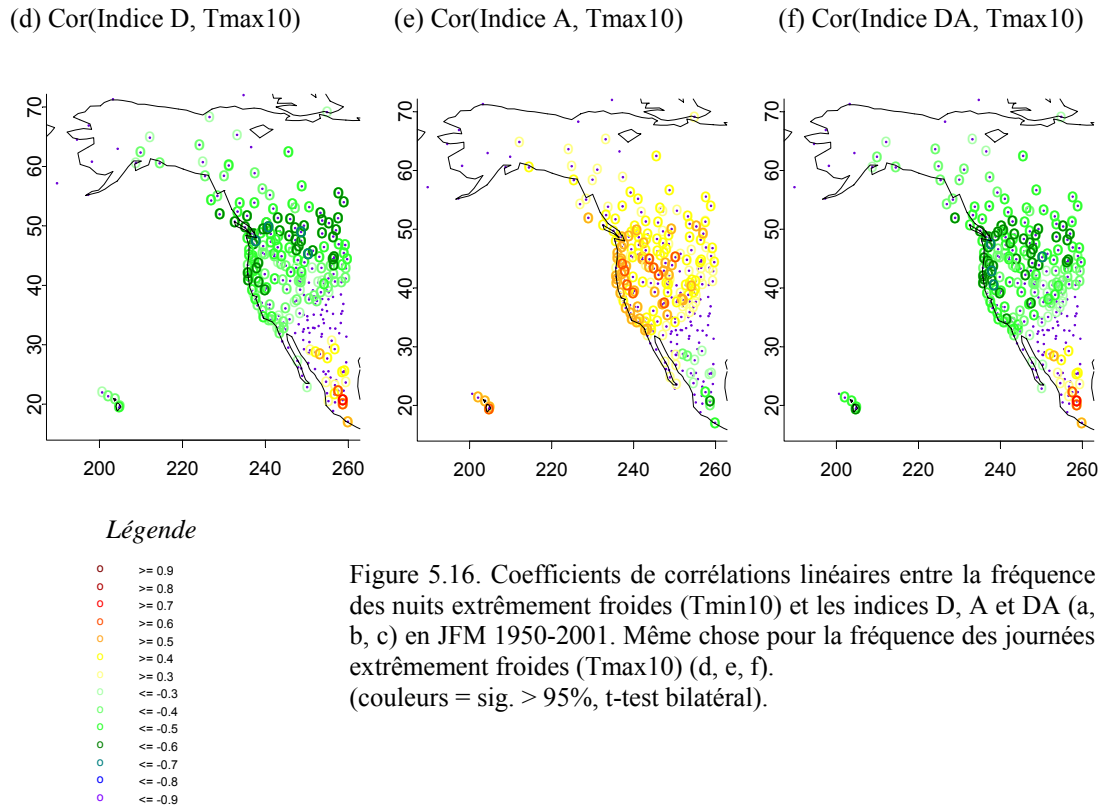 (d) Cor(Indice D, Tmax10)
(e) Cor(Indice A, Tmax10)
(f) Cor(Indice DA, Tmax10)
70
60
50
40
30
20
200 220 240 260
70
60
50
40
30
20
200 220 240 260
70
60
50
40
30
20
200 220 240 260
Légende
o >= 0.9
o >= 0.8
o >= 0.7
o >= 0.6
o >= 0.5
o >= 0.4
o >= 0.3
o <= -0.3
o <= -0.4
o <= -0.5
o <= -0.6
o <= -0.7
o <= -0.8
o <= -0.9
Figure 5.16. Coefficients de corrélations linéaires entre la fréquence
des nuits extrêmement froides (Tmin10) et les indices D, A et DA (a,
b, c) en JFM 1950-2001. Même chose pour la fréquence des journées
extrêmement froides (Tmax10) (d, e, f).
(couleurs = sig. > 95%, t-test bilatéral).